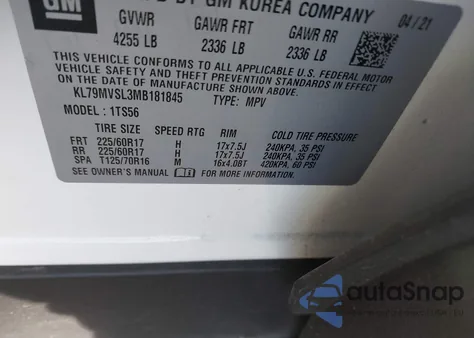 GM
BY GM KOREA COMPANY
04/21
GVWR GAWR FRT GAWR RR
4255 LB 2336 LB 2336 LB
THIS VEHICLE CONFORMS TO ALL APPLICABLE U.S. FEDERAL MOTOR
VEHICLE SAFETY AND THEFT PREVENTION STANDARDS IN EFFECT ON THE
DATE OF MANUFACTURE SHOWN ABOVE.
KL79MVSL3MB181845 TYPE: MPV
MODEL: 1TS56
TIRE SIZE SPEED RTG RIM COLD TIRE PRESSURE
FRT 225/60R17 H 17x7.5J 240KPA, 35 PSI
RR 225/60R17 H 17x7.5J 240KPA, 35 PSI
SPA T125/70R16 M 16x4.0BT 420KPA, 60 PSI
SEE OWNER'S MANUAL FOR MORE INFORMATION
autoSnap